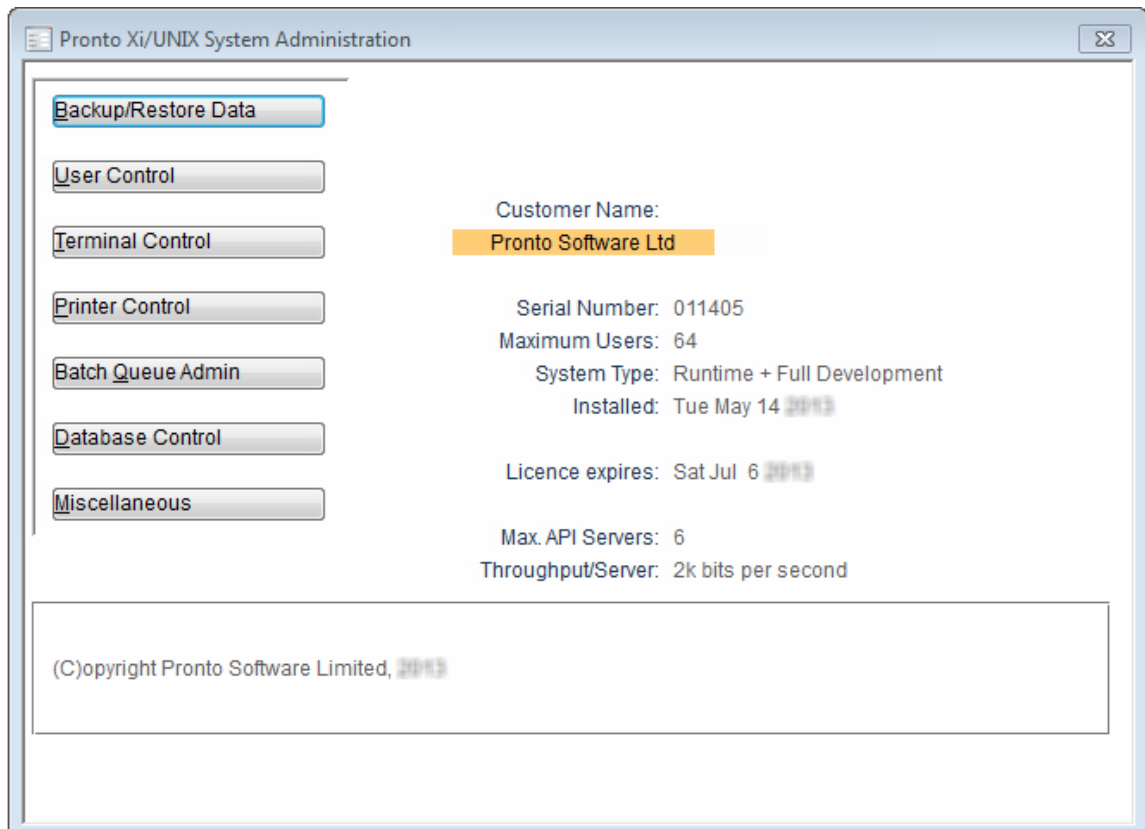 Pronto Xi/UNIX System Administration
Backup/Restore Data
User Control
Terminal Control
Printer Control
Batch Queue Admin
Database Control
Miscellaneous
Customer Name:
Pronto Software Ltd
Serial Number: 011405
Maximum Users: 64
System Type: Runtime + Full Development
Installed: Tue May 14
Licence expires: Sat Jul 6
Max. API Servers: 6
Throughput/Server: 2k bits per second
(C)opyright Pronto Software Limited,